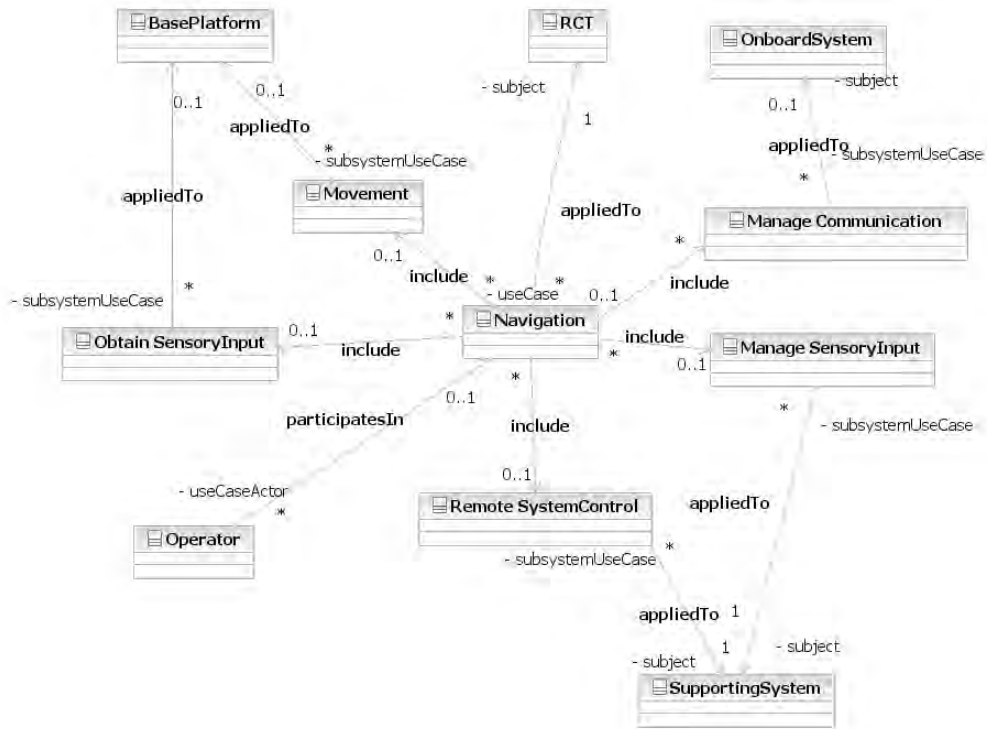 BasePlatform
RCT
OnboardSystem
- subject
- subject
0..1
0..1
0..1
1
appliedTo
appliedTo
*
- subsystemUseCase
- subsystemUseCase
*
Movement
appliedTo
appliedTo
Manage Communication
*
0..1
include
*
*
include
*
- useCase
0..1
- subsystemUseCase
Navigation
*
0..1
Obtain SensoryInput
include
include
Manage SensoryInput
*
0..1
*
0..1
*
participatesIn
include
- subsystemUseCase
0..1
- useCaseActor
appliedTo
*
Remote SystemControl
Operator
*
- subsystemUseCase
appliedTo
1
1
- subject
- subject
SupportingSystem